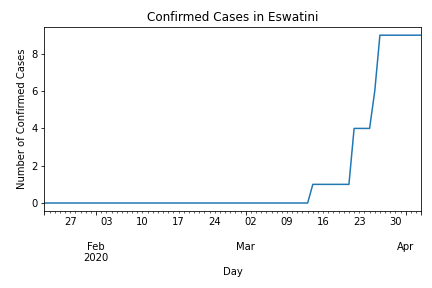 Confirmed Cases in Eswatini
Number of Confirmed Cases
8
6
4
2
0
27 03 10 17 24 02 09 16 23 30
Feb Mar Apr
2020
Day